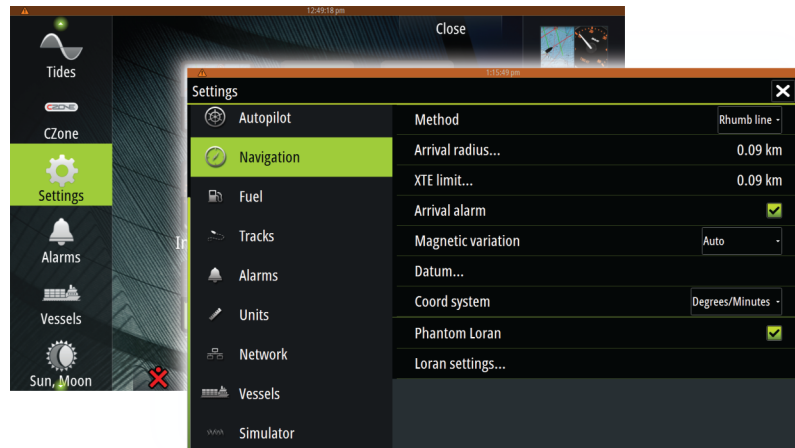 12:49:18 pm
Close
Tides
CZONE
CZone
Settings
Alarms
Vessels
Sun, Moon
1:15:49 pm
Settings
Autopilot
Navigation
Fuel
Tracks
Alarms
Units
Network
Vessels
Simulator
Method Rhumb line
Arrival radius... 0.09 km
XTE limit... 0.09 km
Arrival alarm
Magnetic variation Auto
Datum...
Coord system Degrees/Minutes
Phantom Loran
Loran settings...